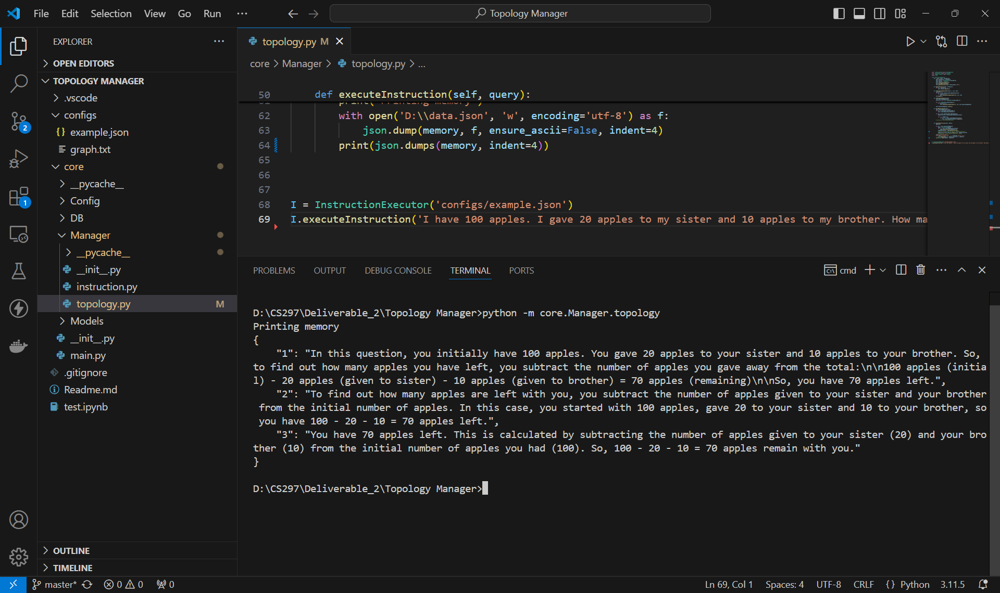 File Edit Selection View Go Run ... Topology Manager
EXPLORER ...
OPEN EDITORS
TOPOLOGY MANAGER
.vscode
configs
{} example.json
graph.txt
core
__pycache__
Config
DB
Manager
__pycache__
__init__.py
instruction.py
topology.py M
Models
__init__.py
main.py
.gitignore
Readme.md
test.ipynb
OUTLINE
TIMELINE
2
1
topology.py M
core > Manager > topology.py > ...
50 def executeInstruction(self, query):
61 print("Printing memory")
62 with open('D:\\data.json', 'w', encoding='utf-8') as f:
63 json.dump(memory, f, ensure_ascii=False, indent=4)
64 print(json.dumps(memory, indent=4))
65
66
67
68 I = InstructionExecutor('configs/example.json')
69 I.executeInstruction('I have 100 apples. I gave 20 apples to my sister and 10 apples to my brother. How ma
PROBLEMS OUTPUT DEBUG CONSOLE TERMINAL PORTS cmd
D:\CS297\Deliverable_2\Topology Manager>python -m core.Manager.topology
Printing memory
{
"1": "In this question, you initially have 100 apples. You gave 20 apples to your sister and 10 apples to your brother. So,
to find out how many apples you have left, you subtract the number of apples you gave away from the total:\n\n100 apples (initia
l) - 20 apples (given to sister) - 10 apples (given to brother) = 70 apples (remaining)\n\nSo, you have 70 apples left.",
"2": "To find out how many apples are left with you, you subtract the number of apples given to your sister and your brother
from the initial number of apples. In this case, you started with 100 apples, gave 20 to your sister and 10 to your brother, so
you have 100 - 20 - 10 = 70 apples left.",
"3": "You have 70 apples left. This is calculated by subtracting the number of apples given to your sister (20) and your bro
ther (10) from the initial number of apples you had (100). So, 100 - 20 - 10 = 70 apples remain with you."
}
D:\CS297\Deliverable_2\Topology Manager>
master* 0 0 0 Ln 69, Col 1 Spaces: 4 UTF-8 CRLF {} Python 3.11.5